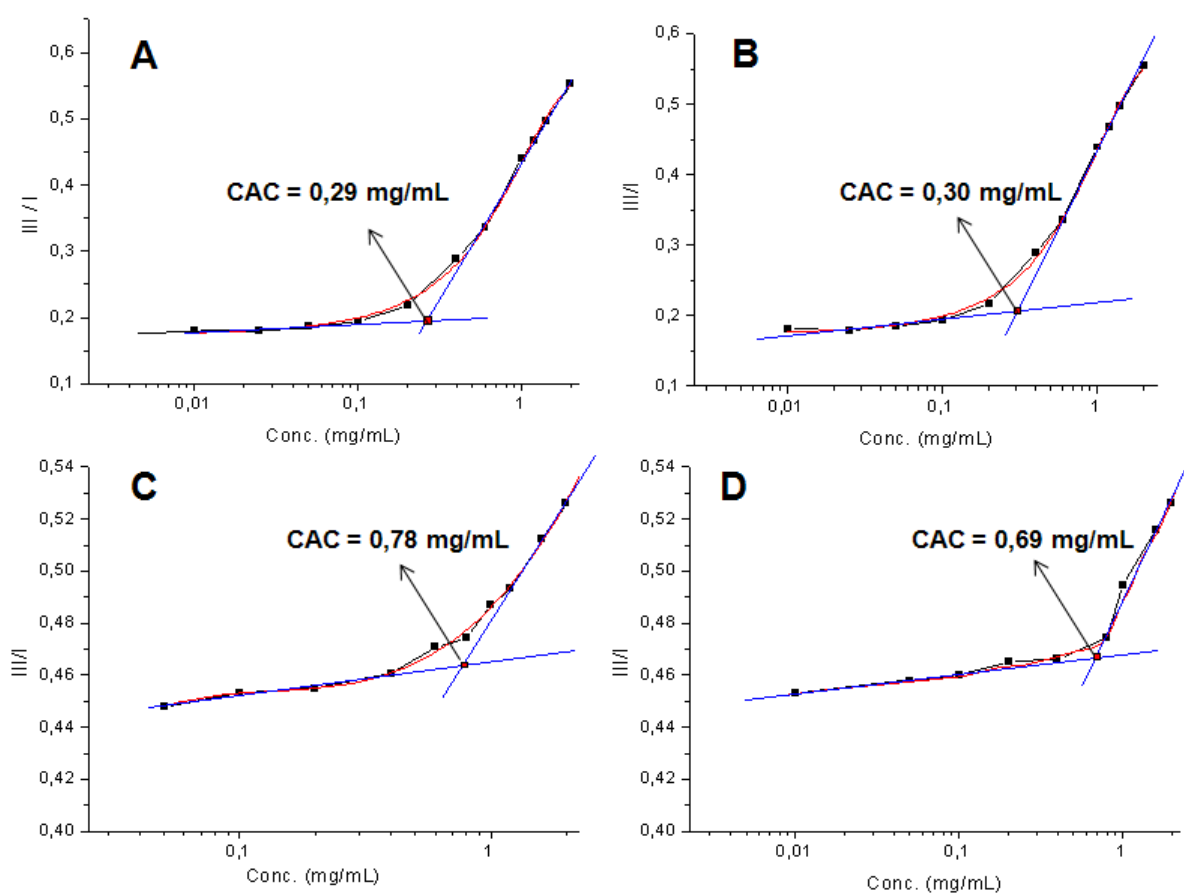 A
0,6
0,5
0,4
0,3
0,2
0,1
III / I
CAC = 0,29 mg/mL
0,01
0,1
1
Conc. (mg/mL)
B
0,6
0,5
0,4
0,3
0,2
0,1
III/I
CAC = 0,30 mg/mL
0,01
0,1
1
Conc. (mg/mL)
C
0,54
0,52
0,50
0,48
0,46
0,44
0,42
0,40
III/I
CAC = 0,78 mg/mL
0,1
1
Conc. (mg/mL)
D
0,54
0,52
0,50
0,48
0,46
0,44
0,42
0,40
III/I
CAC = 0,69 mg/mL
0,01
0,1
1
Conc. (mg/mL)